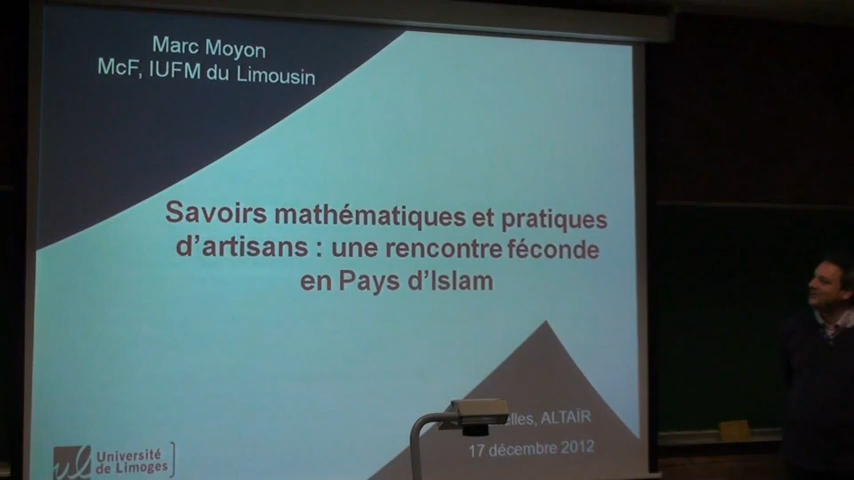 Marc Moyon
McF, IUFM du Limousin
Savoirs mathématiques et pratiques
d'artisans : une rencontre féconde
en Pays d'Islam
ALTAÏR
17 décembre 2012
ul
Université
de Limoges